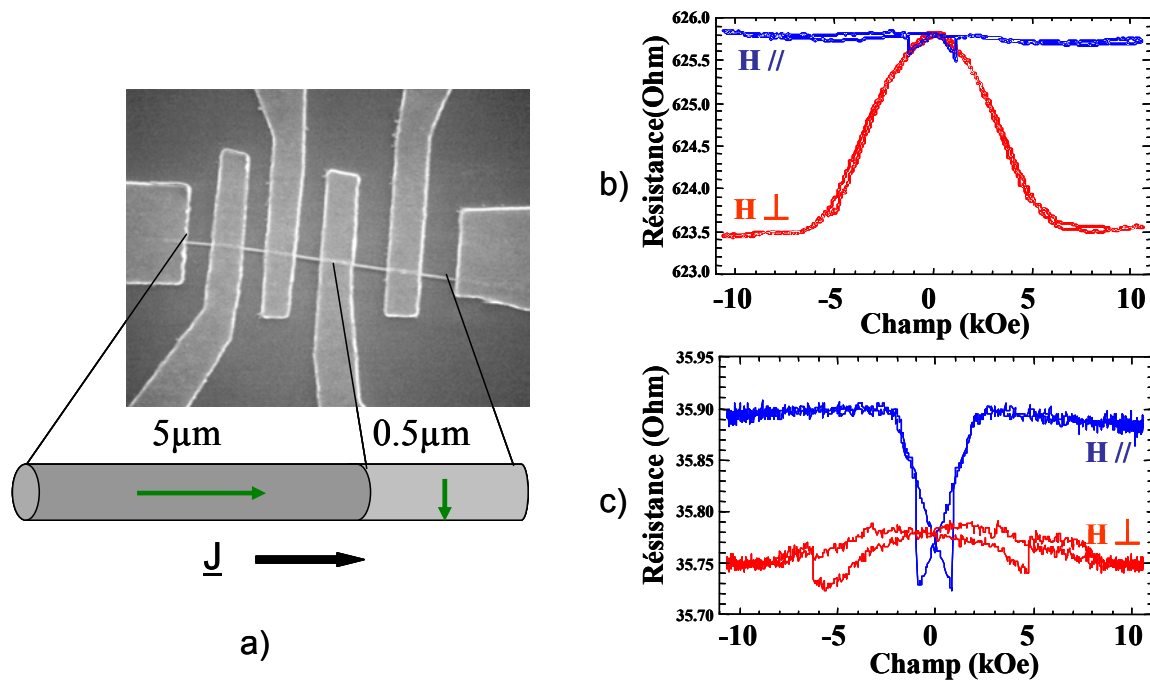 5µm
0.5µm
J
a)
b)
626.0
625.5
625.0
624.5
624.0
623.5
623.0
Résistance(Ohm)
H //
H ⊥
-10 -5 0 5 10
Champ (kOe)
c)
35.95
35.90
35.85
35.80
35.75
35.70
Résistance (Ohm)
H //
H ⊥
-10 -5 0 5 10
Champ (kOe)